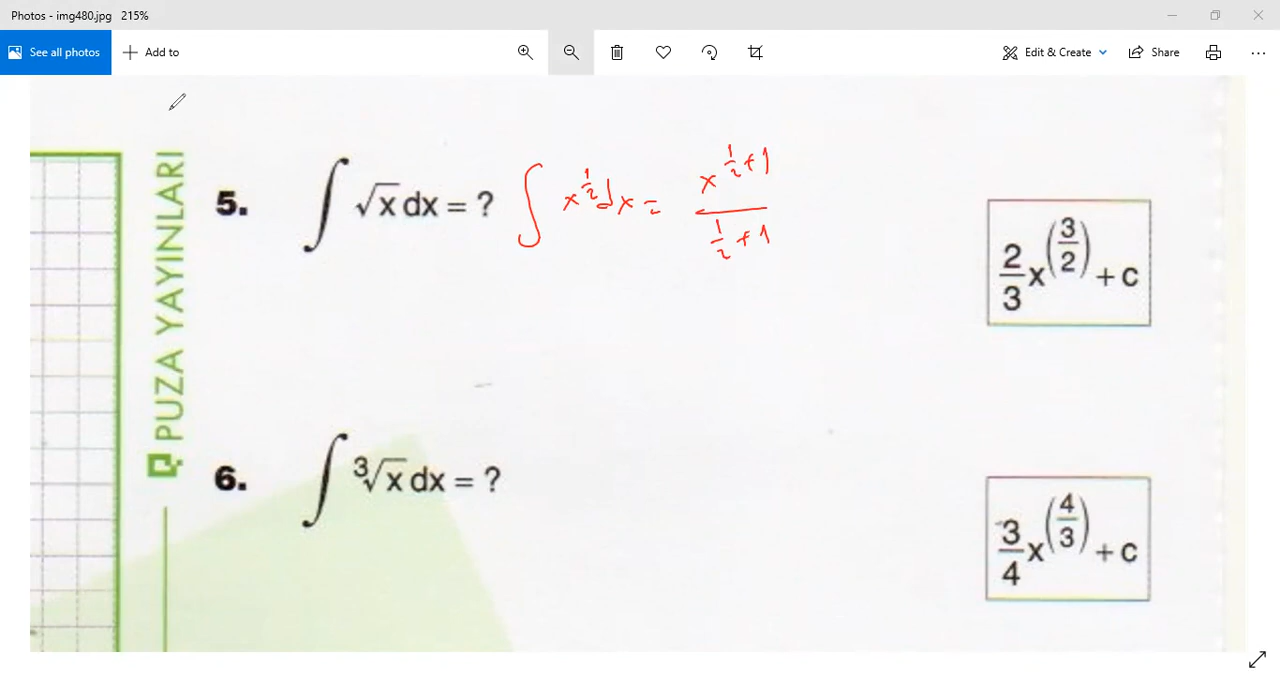 Photos - img480.jpg 215%
See all photos
Add to
Edit & Create
Share
PUZA YAYINLARI
5. ∫ √x dx = ? ∫ x^(1/2) dx = x^(1/2+1) / (1/2+1)
2/3 x^(3/2) + c
6. ∫ ³√x dx = ?
3/4 x^(4/3) + c